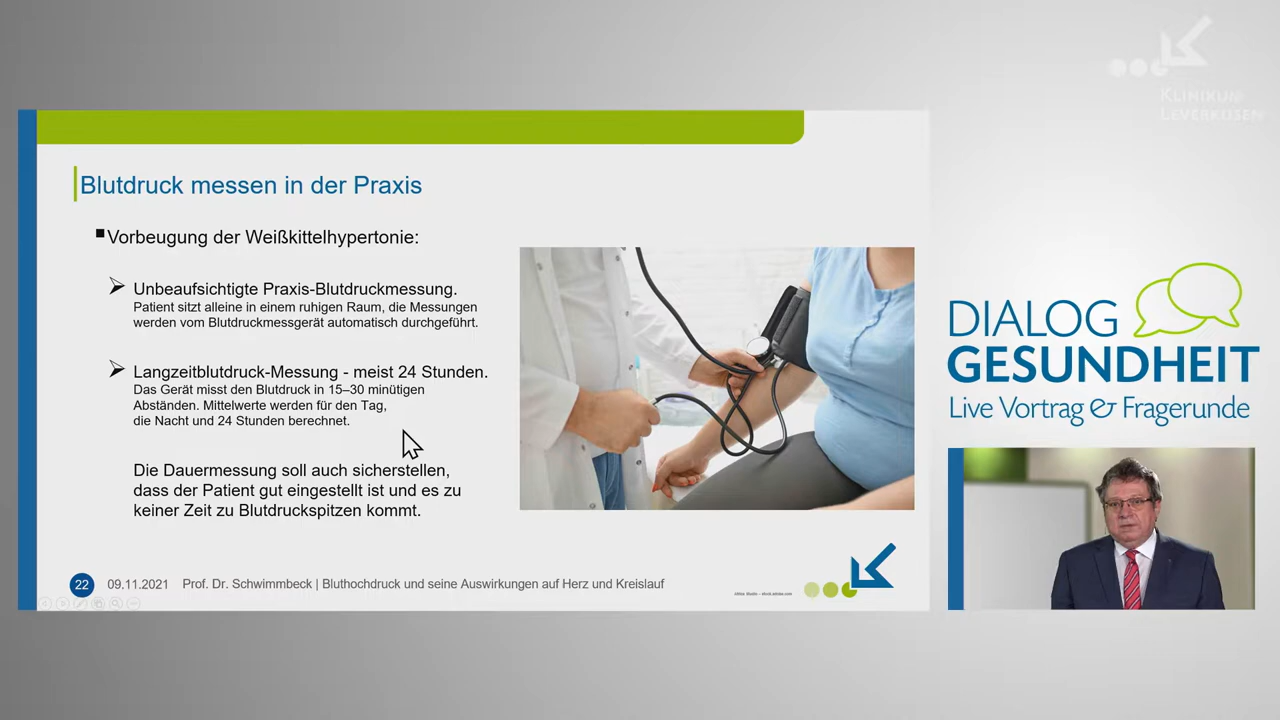 KLINIKUM
LEVERKUSEN
Blutdruck messen in der Praxis
Vorbeugung der Weißkittelhypertonie:
Unbeaufsichtigte Praxis-Blutdruckmessung.
Patient sitzt alleine in einem ruhigen Raum, die Messungen
werden vom Blutdruckmessgerät automatisch durchgeführt.
Langzeitblutdruck-Messung - meist 24 Stunden.
Das Gerät misst den Blutdruck in 15–30 minütigen
Abständen. Mittelwerte werden für den Tag,
die Nacht und 24 Stunden berechnet.
Die Dauermessung soll auch sicherstellen,
dass der Patient gut eingestellt ist und es zu
keiner Zeit zu Blutdruckspitzen kommt.
22 09.11.2021 Prof. Dr. Schwimmbeck | Bluthochdruck und seine Auswirkungen auf Herz und Kreislauf
DIALOG
GESUNDHEIT
Live Vortrag & Fragerunde